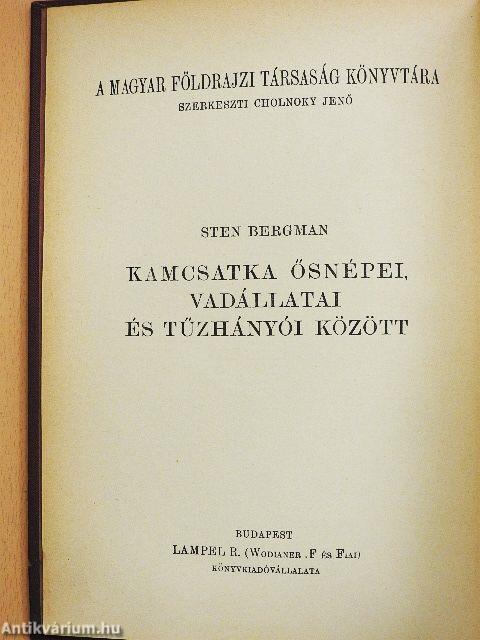 A MAGYAR FÖLDRAJZI TÁRSASÁG KÖNYVTÁRA
SZERKESZTI CHOLNOKY JENŐ
STEN BERGMAN
KAMCSATKA ŐSNÉPEI,
VADÁLLATAI
ÉS TŰZHÁNYÓI KÖZÖTT
BUDAPEST
LAMPEL R. (WODIANER .F ÉS FIAI)
KÖNYVKIADÓVÁLLALATA
Antikvárium.hu